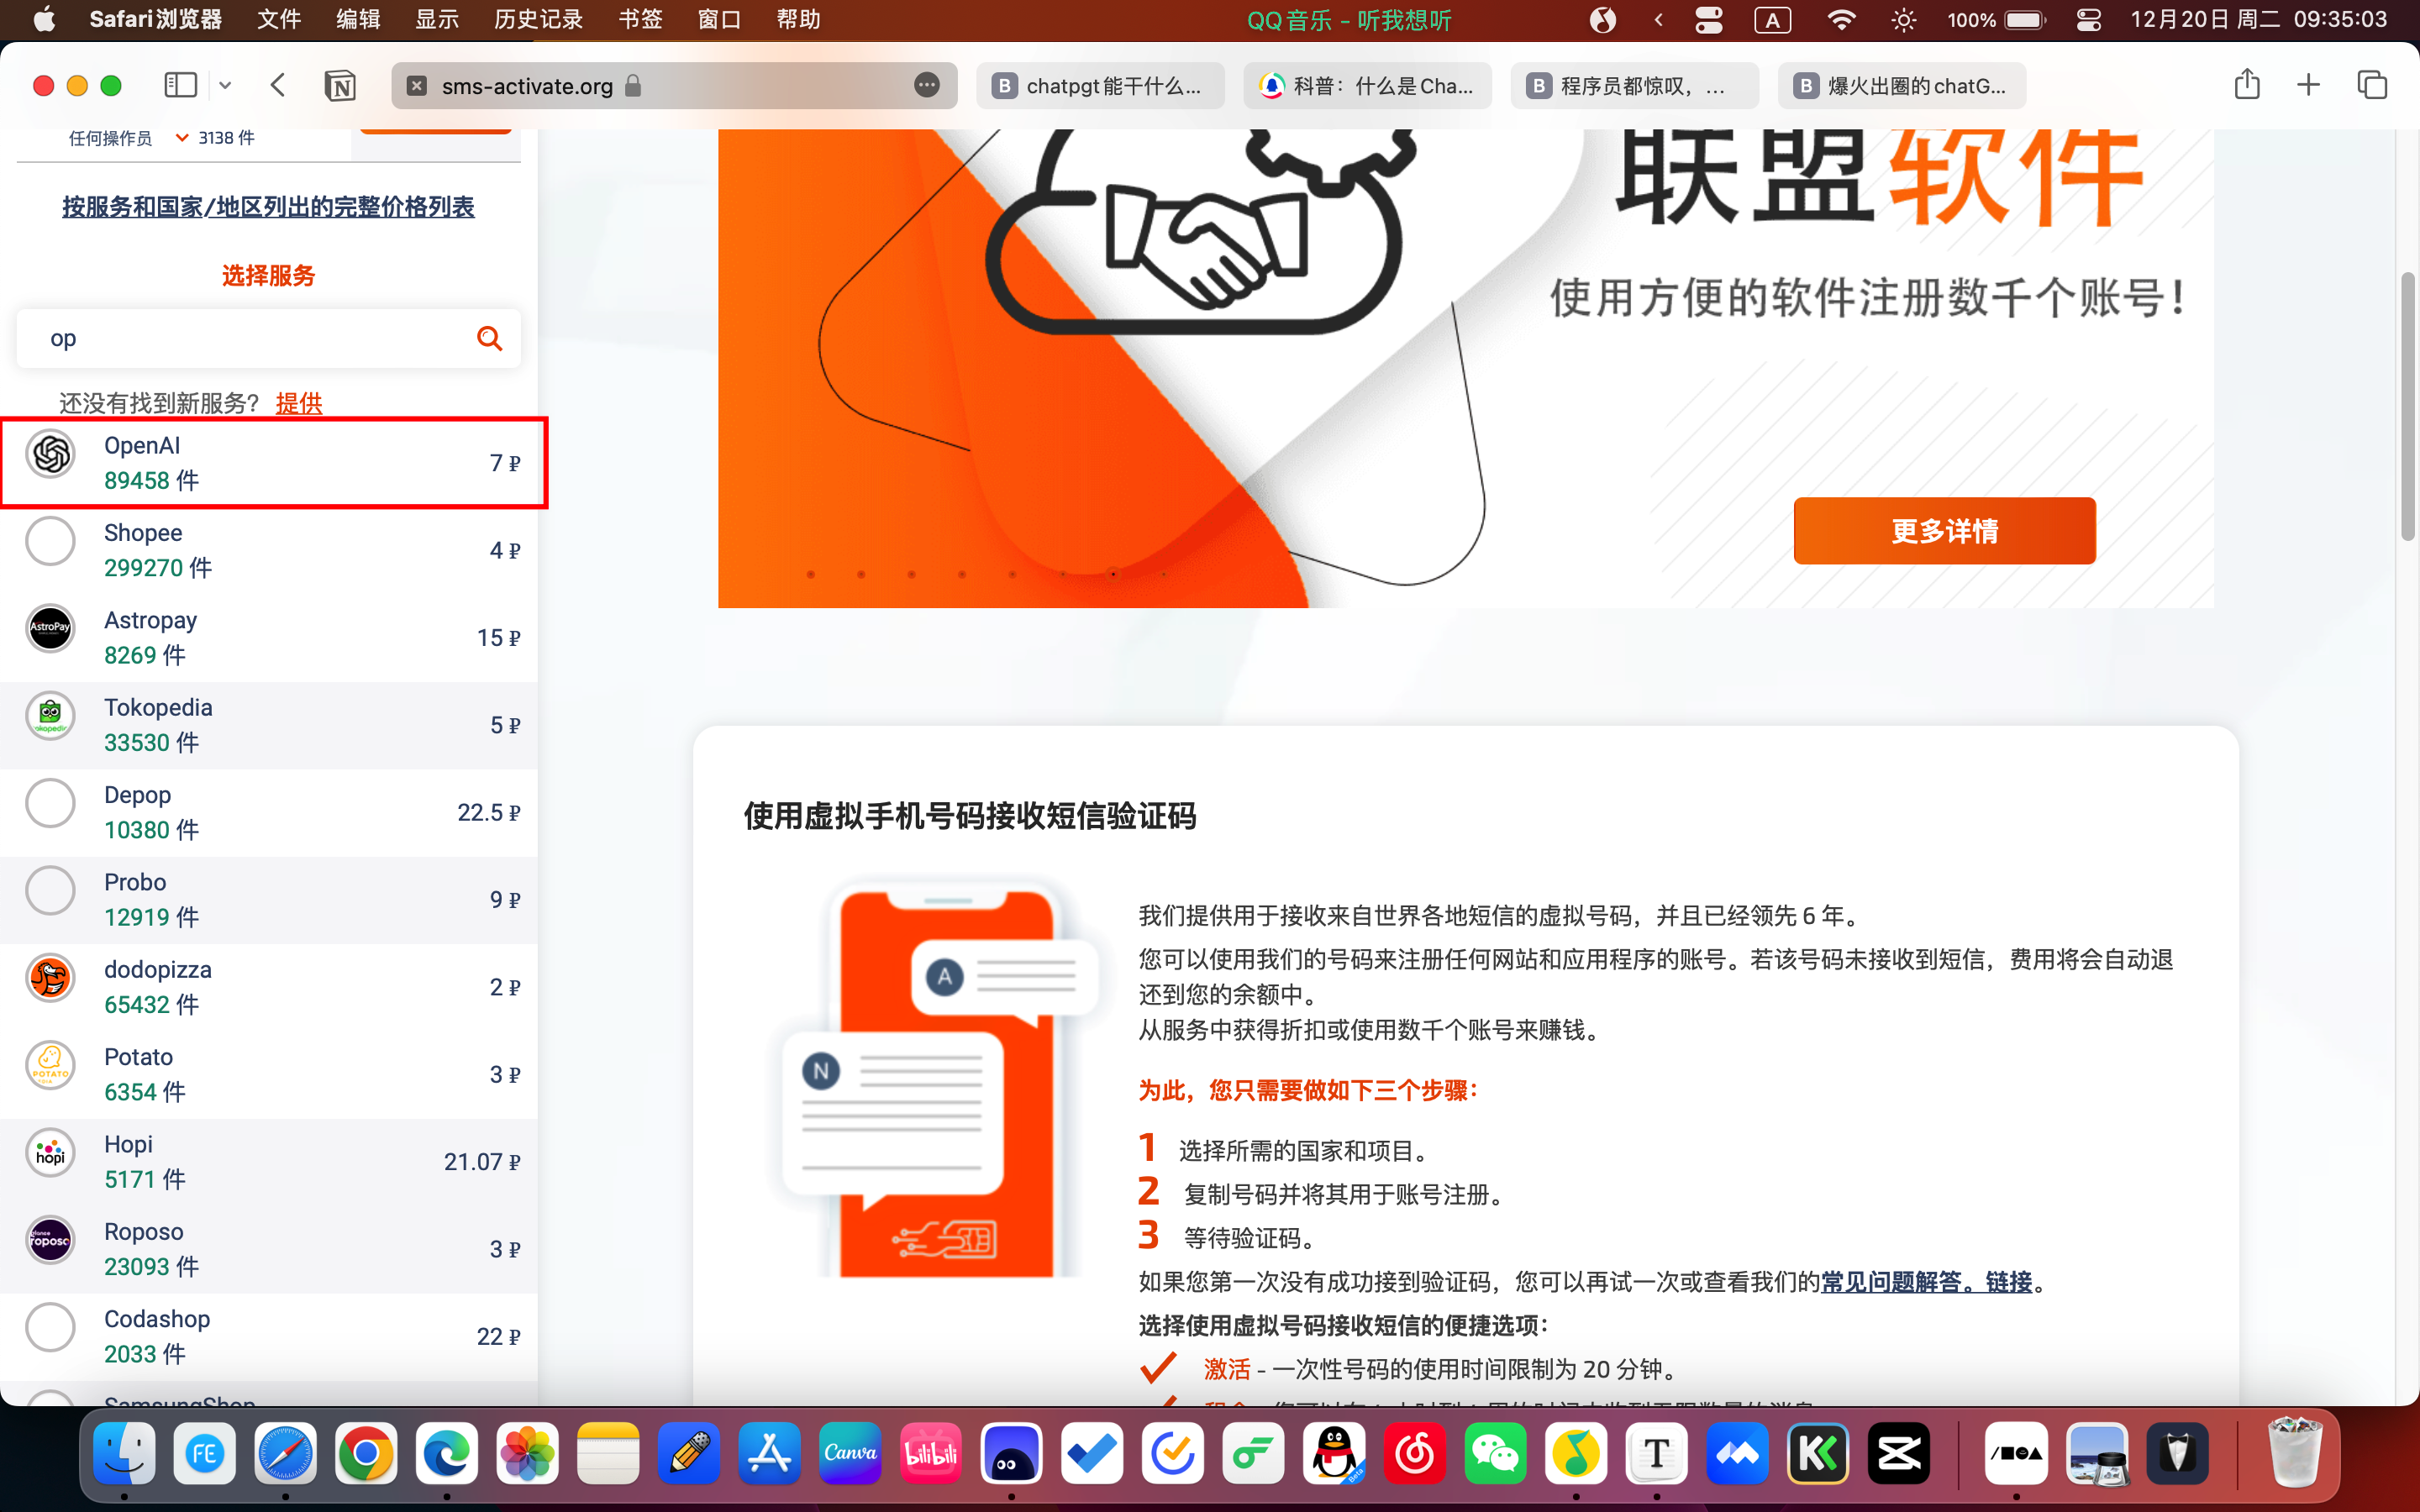 Safari浏览器 文件 编辑 显示 历史记录 书签 窗口 帮助
QQ音乐 - 听我想听
A 100% 12月20日 周二 09:35:03
sms-activate.org
B chatpgt能干什么...
科普：什么是Cha...
B 程序员都惊叹，...
B 爆火出圈的chatG...
任何操作员 3138 件
按服务和国家/地区列出的完整价格列表
选择服务
op
还没有找到新服务? 提供
OpenAI
89458 件
7 ₽
Shopee
299270 件
4 ₽
AstroPay
Astropay
8269 件
15 ₽
Tokopedia
33530 件
5 ₽
Depop
10380 件
22.5 ₽
Probo
12919 件
9 ₽
dodopizza
65432 件
2 ₽
POTATO
Potato
6354 件
3 ₽
hopi
Hopi
5171 件
21.07 ₽
roposo
Roposo
23093 件
3 ₽
Codashop
2033 件
22 ₽
SamsungShop
联盟软件
使用方便的软件注册数千个账号!
更多详情
使用虚拟手机号码接收短信验证码
A
N
我们提供用于接收来自世界各地短信的虚拟号码，并且已经领先 6 年。
您可以使用我们的号码来注册任何网站和应用程序的账号。若该号码未接收到短信，费用将会自动退
还到您的余额中。
从服务中获得折扣或使用数千个账号来赚钱。
为此，您只需要做如下三个步骤：
1 选择所需的国家和项目。
2 复制号码并将其用于账号注册。
3 等待验证码。
如果您第一次没有成功接到验证码，您可以再试一次或查看我们的常见问题解答。链接。
选择使用虚拟号码接收短信的便捷选项：
激活 - 一次性号码的使用时间限制为 20 分钟。
FE
Canva
bilibili
Beta
T